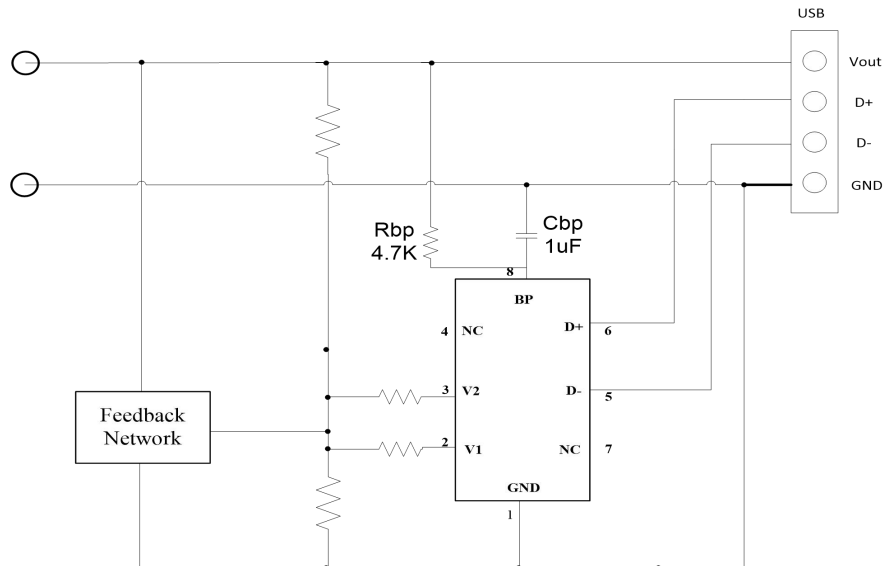 USB
Vout
D+
D-
GND
Rbp
4.7K
Cbp
1uF
8
BP
4 NC
D+ 6
3 V2
D- 5
2 V1
NC 7
GND
1
Feedback
Network